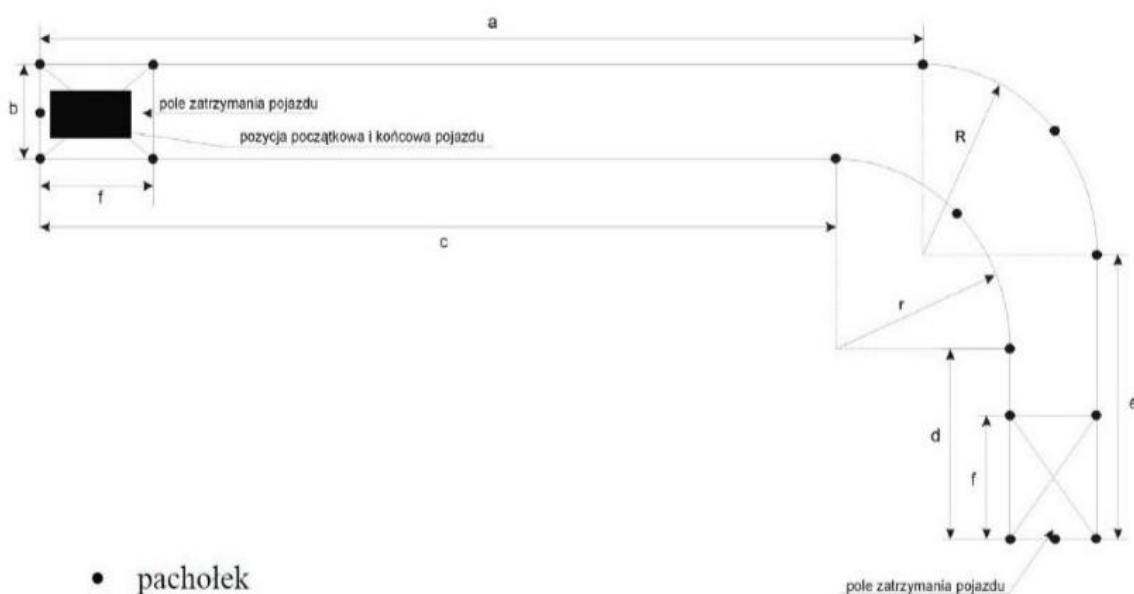 a
b
pole zatrzymania pojazdu
pozycja początkowa i końcowa pojazdu
R
f
c
r
e
d
f
pachołek
pole zatrzymania pojazdu